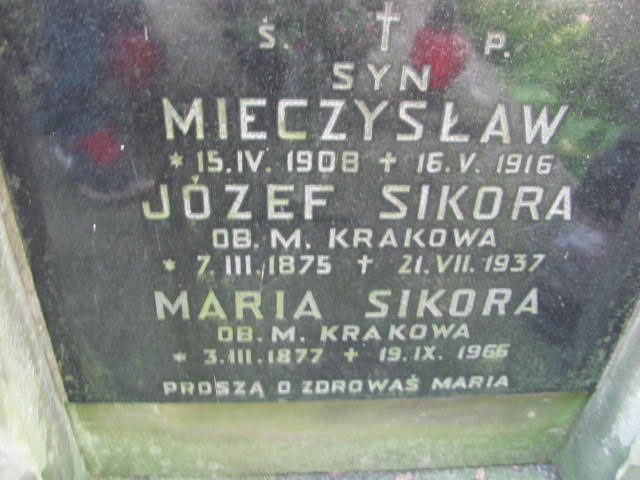 Ś. P.
SYN
MIECZYSŁAW
* 15.IV. 1908 + 16.V. 1916
JÓZEF SIKORA
OB. M. KRAKOWA
* 7.III.1875 + 21.VII.1937
MARIA SIKORA
OB. M. KRAKOWA
* 3.III.1877 + 19.IX.1966
PROSZĄ O ZDROWAŚ MARIA